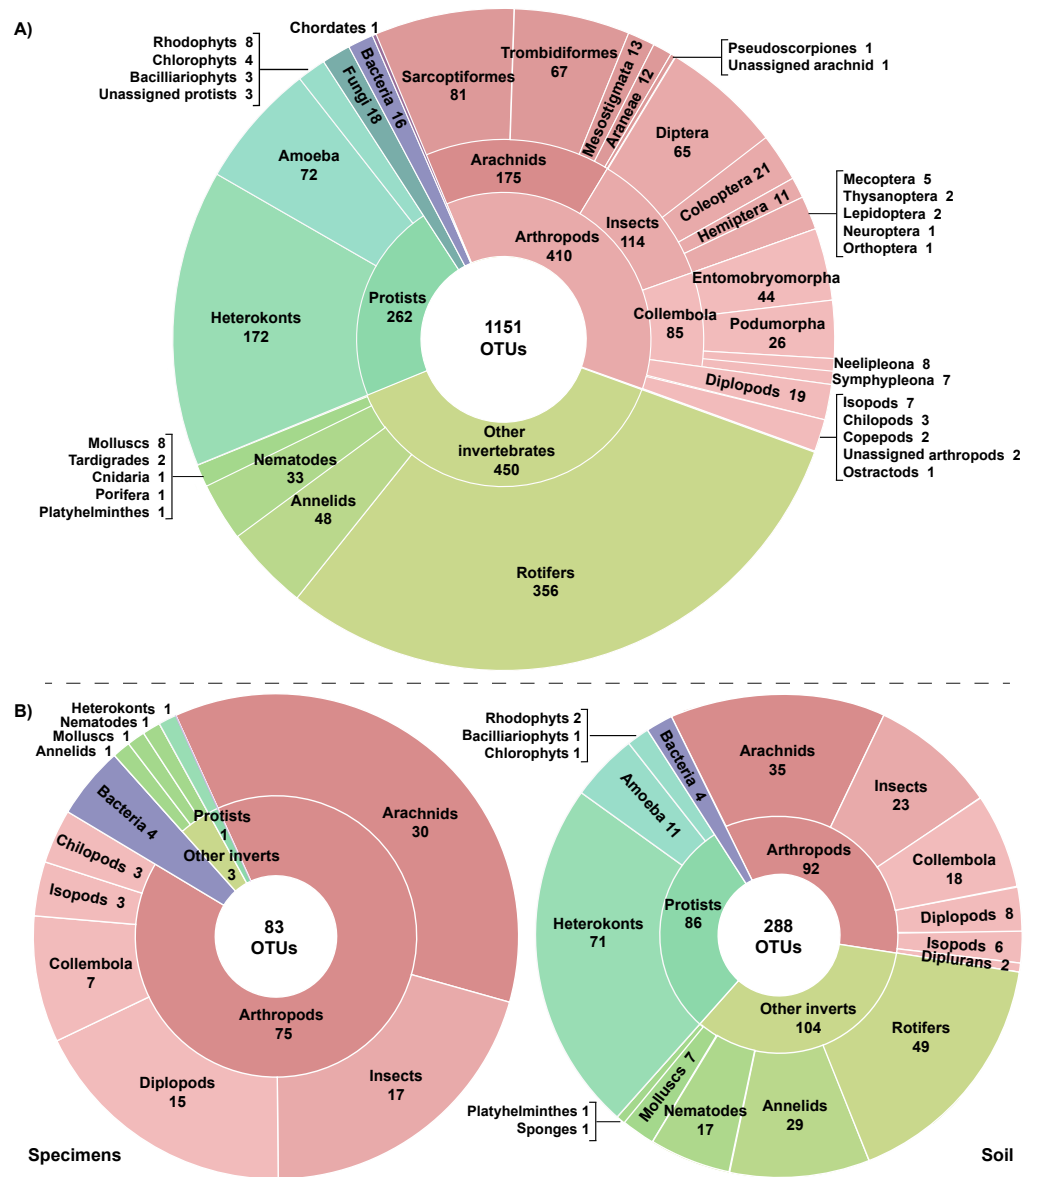 A)
Chordates 1
Rhodophyts 8
Chlorophyts 4
Bacilliariophyts 3
Unassigned protists 3
Fungi 18
Bacteria 16
Sarcoptiformes
81
Trombidiformes
67
Mesostigmata 13
Araneae 12
Pseudoscorpiones 1
Unassigned arachnid 1
Amoeba
72
Arachnids
175
Diptera
65
Coleoptera 21
Hemiptera 11
Mecoptera 5
Thysanoptera 2
Lepidoptera 2
Neuroptera 1
Orthoptera 1
Insects
114
Arthropods
410
Entomobryomorpha
44
Protists
262
Heterokonts
172
1151
OTUs
Collembola
85
Podumorpha
26
Neelipleona 8
Symphypleona 7
Diplopods 19
Isopods 7
Chilopods 3
Copepods 2
Unassigned arthropods 2
Ostractods 1
Other
invertebrates
450
Molluscs 8
Tardigrades 2
Cnidaria 1
Porifera 1
Platyhelminthes 1
Nematodes
33
Annelids
48
Rotifers
356
B)
Heterokonts 1
Nematodes 1
Molluscs 1
Annelids 1
Bacteria 4
Protists
1
Other inverts
3
Arachnids
30
Chilopods 3
Isopods 3
83
OTUs
Collembola
7
Arthropods
75
Diplopods
15
Insects
17
Specimens
Rhodophyts 2
Bacilliariophyts 1
Chlorophyts 1
Bacteria 4
Arachnids
35
Insects
23
Amoeba 11
Arthropods
92
Collembola
18
Protists
86
Heterokonts
71
288
OTUs
Diplopods 8
Isopods 6
Diplurans 2
Other inverts
104
Rotifers
49
Molluscs 7
Nematodes
17
Annelids
29
Platyhelminthes 1
Sponges 1
Soil